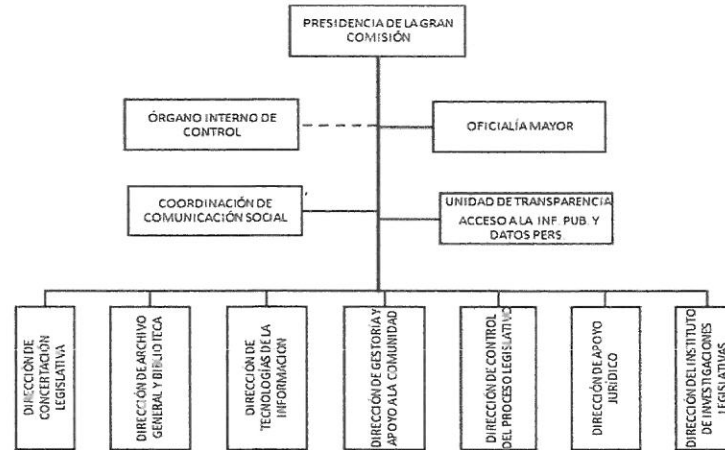 PRESIDENCIA DE LA GRAN
COMISIÓN
ÓRGANO INTERNO DE
CONTROL
OFICIALÍA MAYOR
COORDINACIÓN DE
COMUNICACIÓN SOCIAL
UNIDAD DE TRANSPARENCIA
ACCESO A LA INF. PUB. Y
DATOS PERS.
DIRECCIÓN DE
CONCERTACIÓN
LEGISLATIVA
DIRECCIÓN DE ARCHIVO
GENERAL Y BIBLIOTECA
DIRECCIÓN DE
TECNOLOGÍAS DE LA
INFORMACION
DIRECCIÓN DE GESTORÍA Y
APOYO A LA COMUNIDAD
DIRECCIÓN DE CONTROL
DEL PROCESO LEGISLATIVO
DIRECCIÓN DE APOYO
JURÍDICO
DIRECCIÓN DEL INSTITUTO
DE INVESTIGACIONES
LEGISLATIVAS